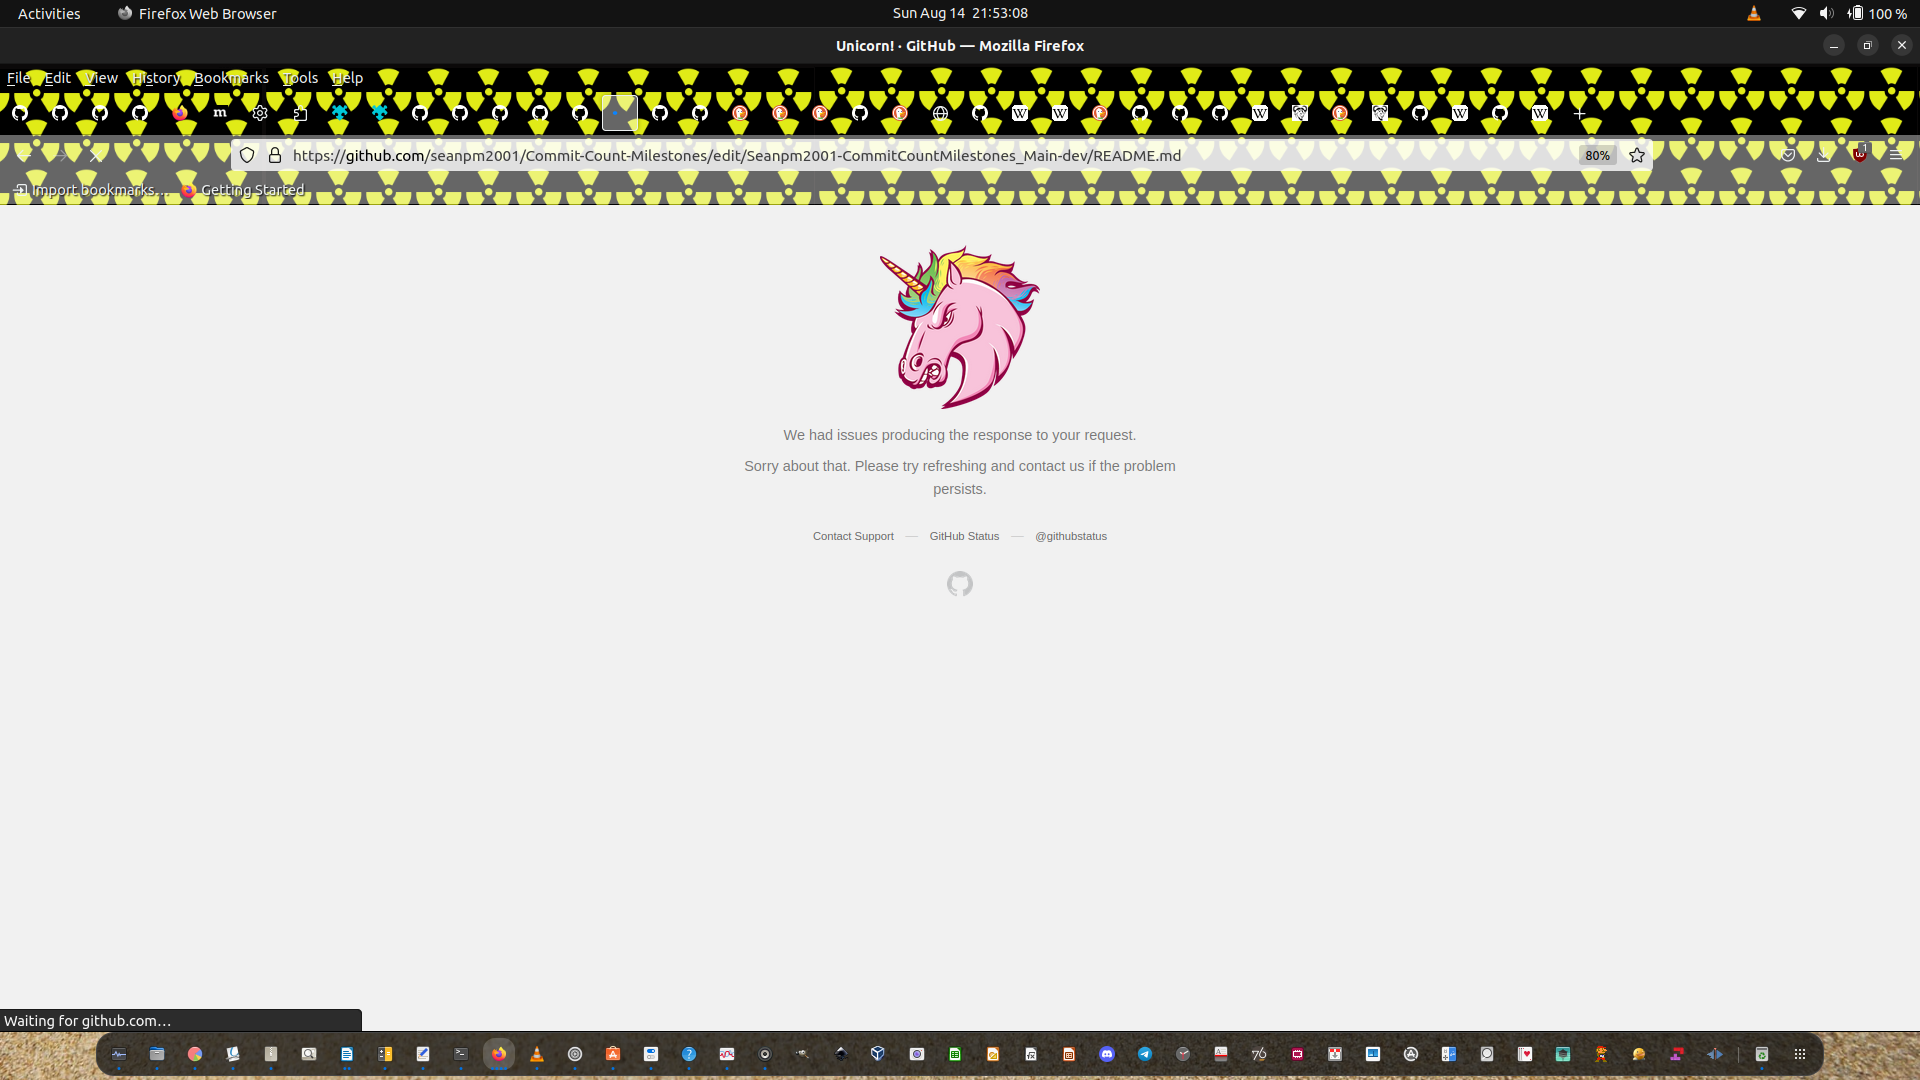 Activities Firefox Web Browser Sun Aug 14 21:53:08 100 %
Unicorn! · GitHub — Mozilla Firefox
File Edit View History Bookmarks Tools Help
https://github.com/seanpm2001/Commit-Count-Milestones/edit/Seanpm2001-CommitCountMilestones_Main-dev/README.md 80% 1
Import bookmarks... Getting Started
We had issues producing the response to your request.
Sorry about that. Please try refreshing and contact us if the problem
persists.
Contact Support — GitHub Status — @githubstatus
Waiting for github.com...